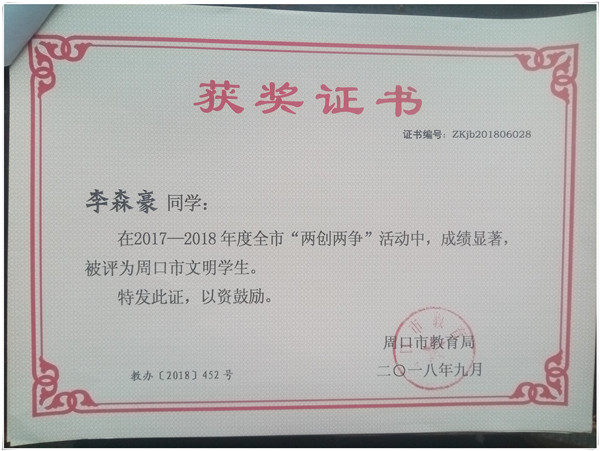 获奖证书
证书编号：ZKjb201806028
李森豪 同学：
在2017—2018年度全市“两创两争”活动中，成绩显著，
被评为周口市文明学生。
特发此证，以资鼓励。
周口市教育局
教办〔2018〕452号
二〇一八年九月